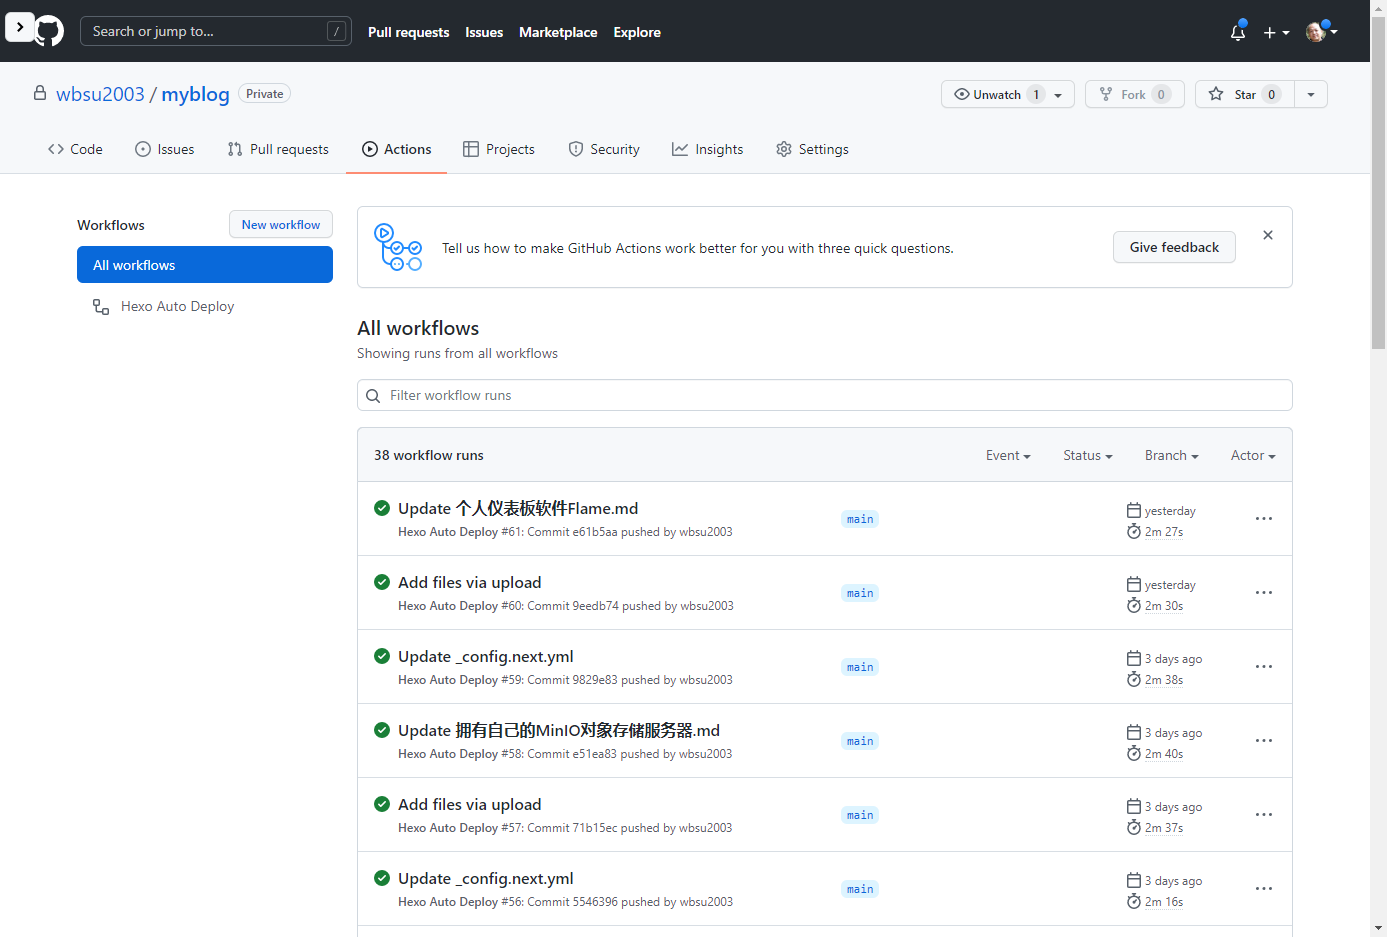 Search or jump to... /
Pull requests Issues Marketplace Explore
wbsu2003 / myblog Private
Unwatch 1 Fork 0 Star 0
Code Issues Pull requests Actions Projects Security Insights Settings
Workflows New workflow
All workflows
Hexo Auto Deploy
Tell us how to make GitHub Actions work better for you with three quick questions. Give feedback
All workflows
Showing runs from all workflows
Filter workflow runs
38 workflow runs Event Status Branch Actor
Update 个人仪表板软件Flame.md
Hexo Auto Deploy #61: Commit e61b5aa pushed by wbsu2003
main
yesterday
2m 27s
Add files via upload
Hexo Auto Deploy #60: Commit 9eedb74 pushed by wbsu2003
main
yesterday
2m 30s
Update _config.next.yml
Hexo Auto Deploy #59: Commit 9829e83 pushed by wbsu2003
main
3 days ago
2m 38s
Update 拥有自己的MinIO对象存储服务器.md
Hexo Auto Deploy #58: Commit e51ea83 pushed by wbsu2003
main
3 days ago
2m 40s
Add files via upload
Hexo Auto Deploy #57: Commit 71b15ec pushed by wbsu2003
main
3 days ago
2m 37s
Update _config.next.yml
Hexo Auto Deploy #56: Commit 5546396 pushed by wbsu2003
main
3 days ago
2m 16s